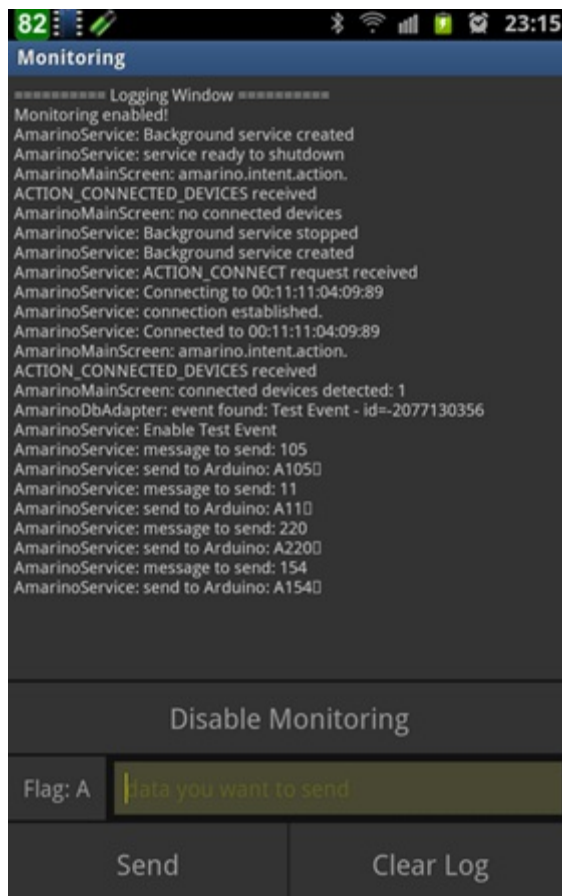 82 23:15
Monitoring
========== Logging Window ==========
Monitoring enabled!
AmarinoService: Background service created
AmarinoService: service ready to shutdown
AmarinoMainScreen: amarino.intent.action.
ACTION_CONNECTED_DEVICES received
AmarinoMainScreen: no connected devices
AmarinoService: Background service stopped
AmarinoService: Background service created
AmarinoService: ACTION_CONNECT request received
AmarinoService: Connecting to 00:11:11:04:09:89
AmarinoService: connection established.
AmarinoService: Connected to 00:11:11:04:09:89
AmarinoMainScreen: amarino.intent.action.
ACTION_CONNECTED_DEVICES received
AmarinoMainScreen: connected devices detected: 1
AmarinoDbAdapter: event found: Test Event - id=-2077130356
AmarinoService: Enable Test Event
AmarinoService: message to send: 105
AmarinoService: send to Arduino: A105▯
AmarinoService: message to send: 11
AmarinoService: send to Arduino: A11▯
AmarinoService: message to send: 220
AmarinoService: send to Arduino: A220▯
AmarinoService: message to send: 154
AmarinoService: send to Arduino: A154▯
Disable Monitoring
Flag: A data you want to send
Send Clear Log